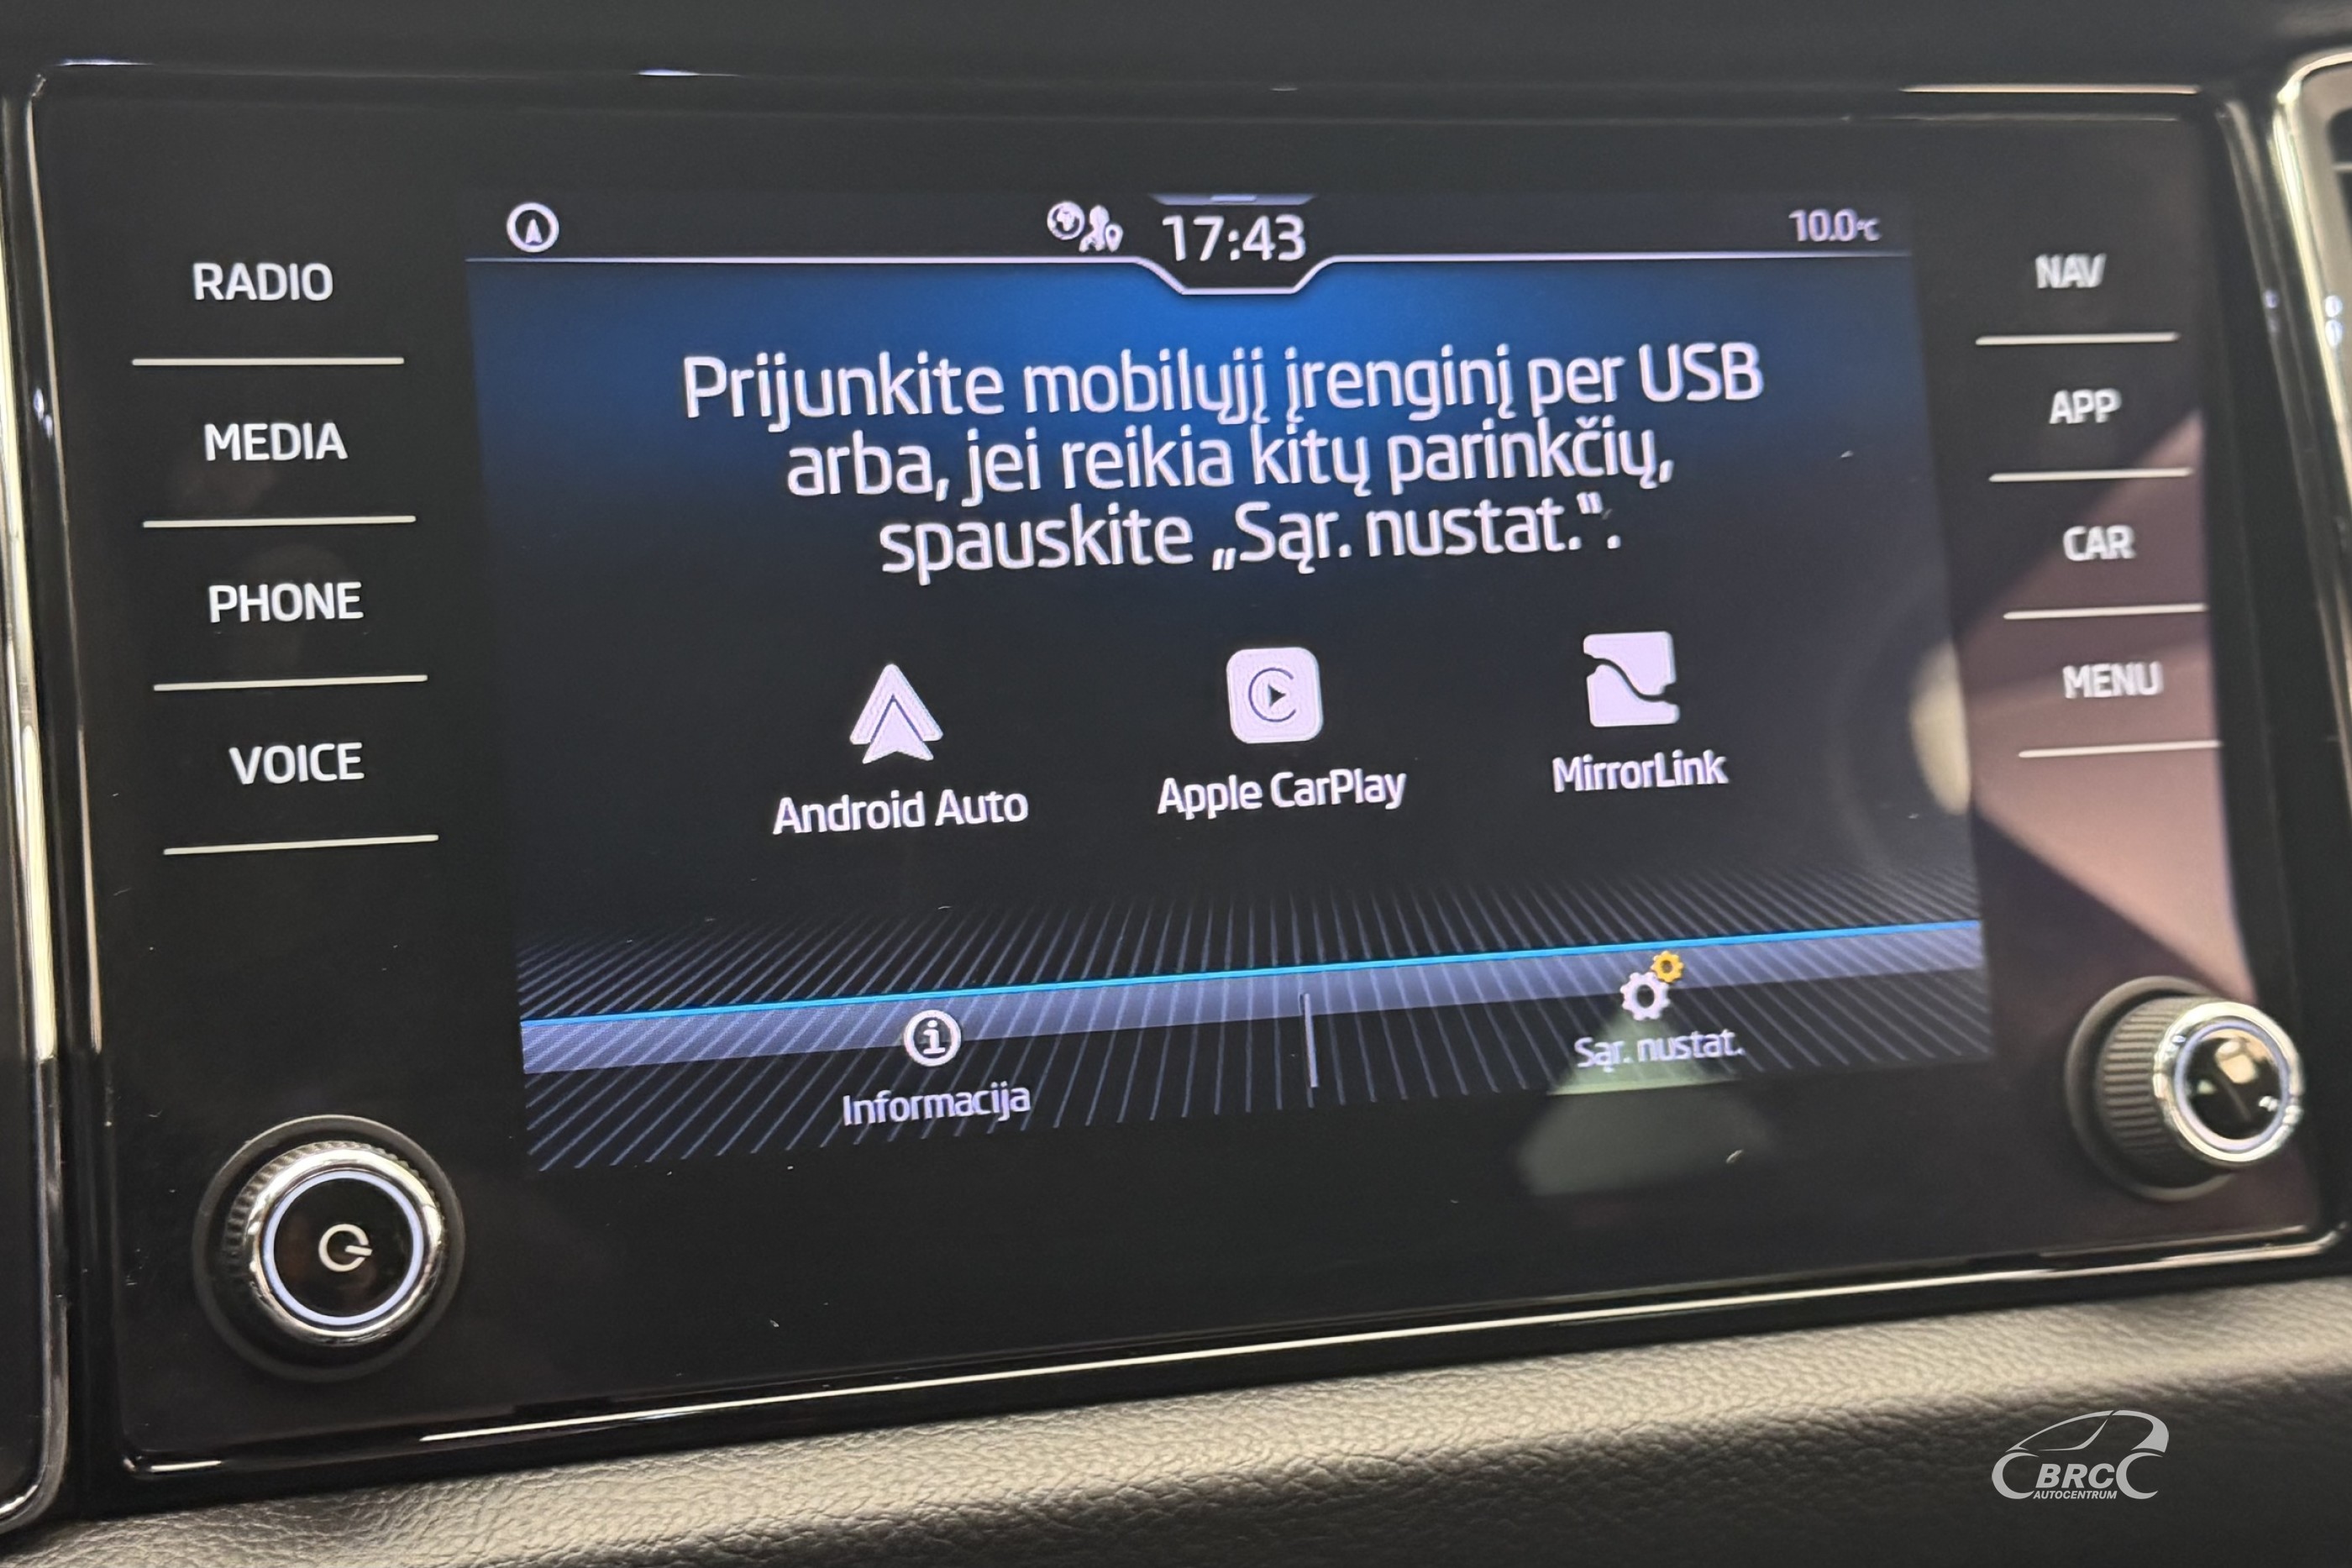 17:43
10.0°C
RADIO
MEDIA
PHONE
VOICE
Prijunkite mobilųjį įrenginį per USB
arba, jei reikia kitų parinkčių,
spauskite „Sąr. nustat.“.
Android Auto
Apple CarPlay
MirrorLink
Informacija
Sąr. nustat.
NAV
APP
CAR
MENU
BRC
AUTOCENTRUM